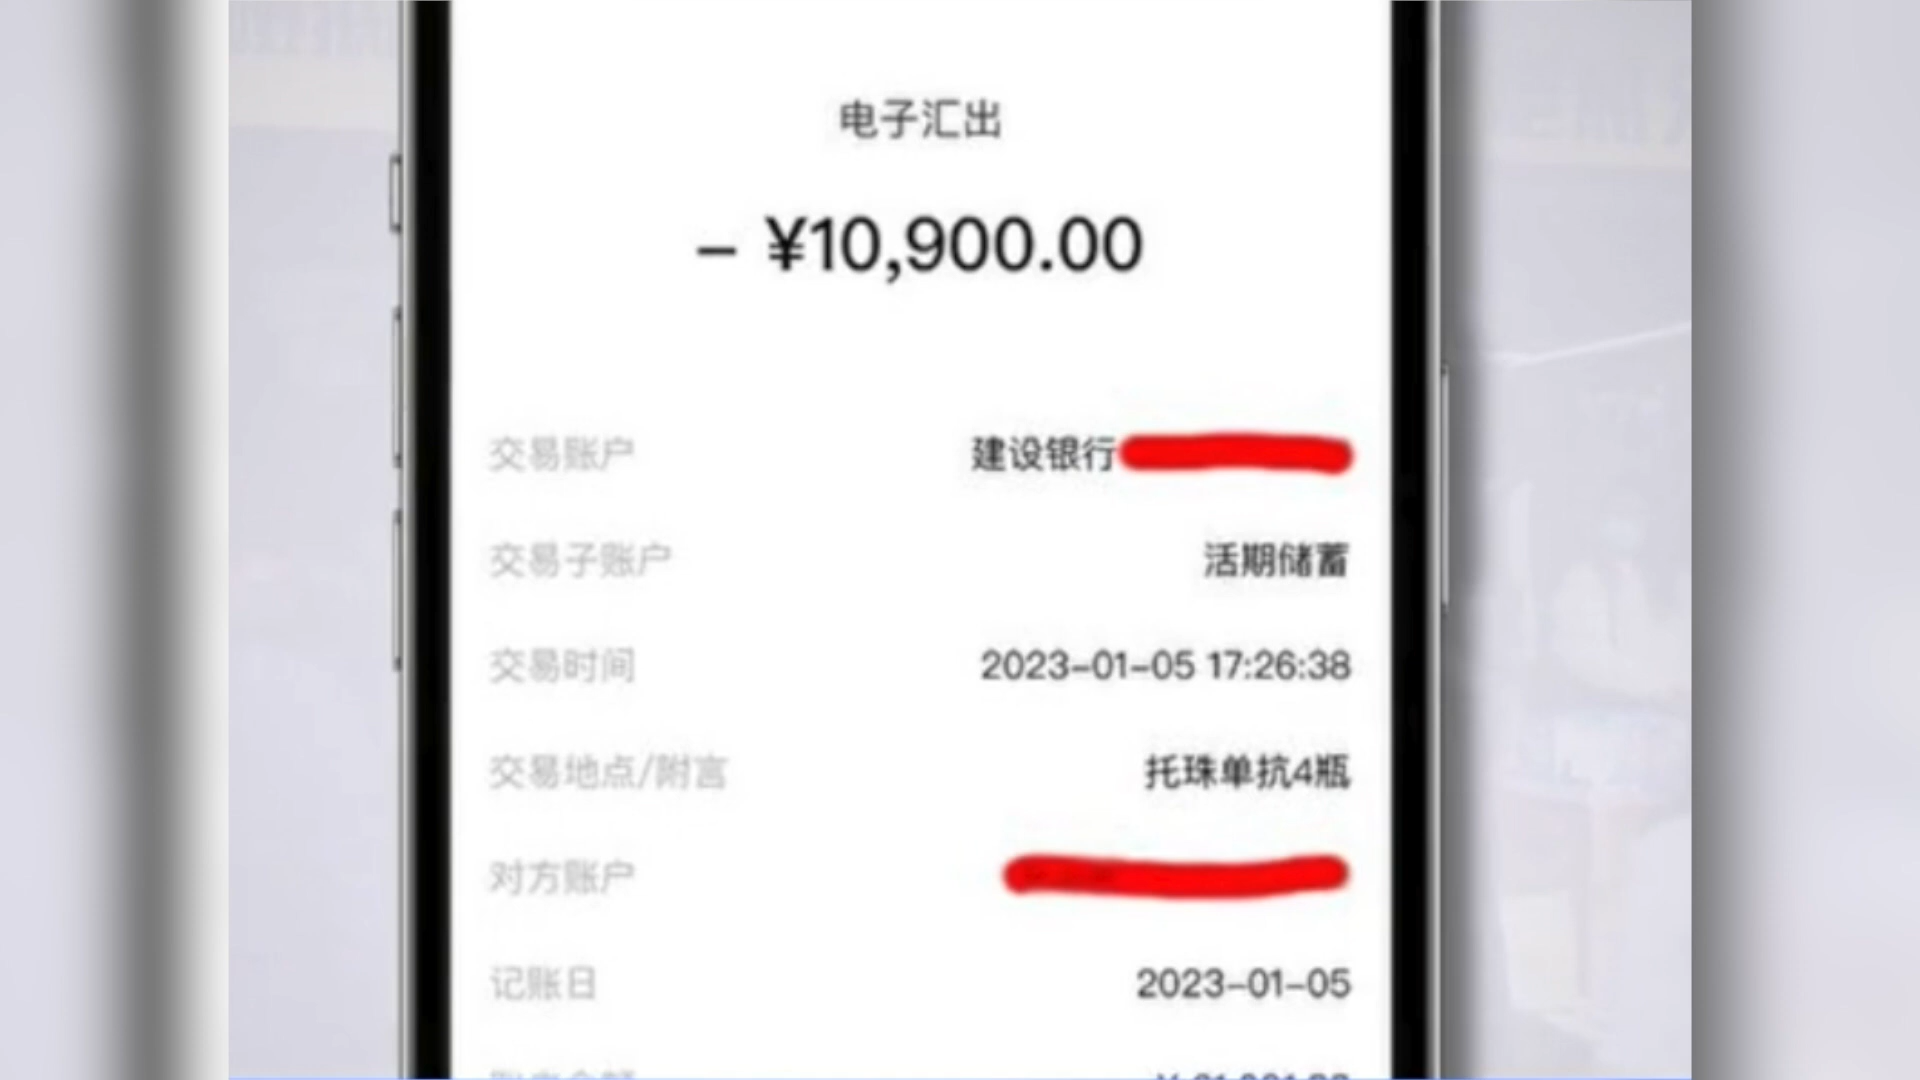 电子汇出
– ¥10,900.00
交易账户 建设银行
交易子账户 活期储蓄
交易时间 2023-01-05 17:26:38
交易地点/附言 托珠单抗4瓶
对方账户
记账日 2023-01-05